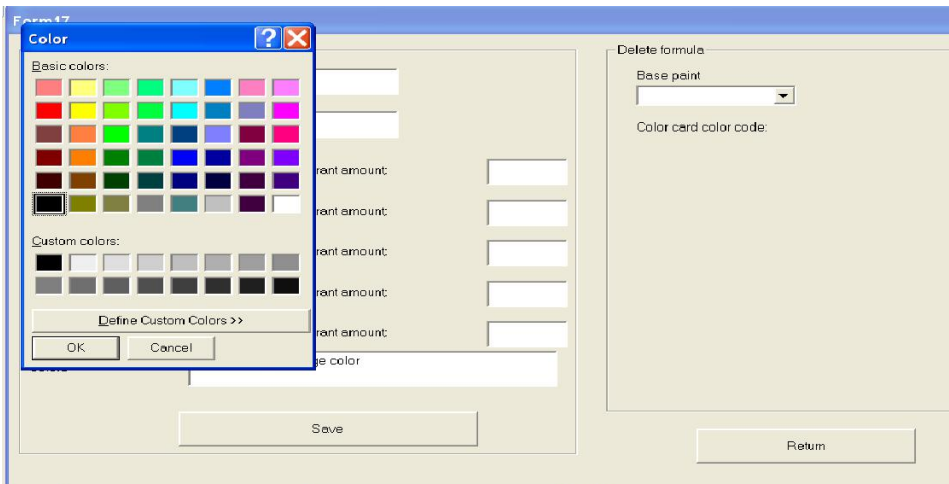 Form17
Color
Basic colors:
Custom colors:
Define Custom Colors >>
OK
Cancel
rant amount:
rant amount:
rant amount:
rant amount:
rant amount:
ge color
Save
Delete formula
Base paint
Color card color code:
Return